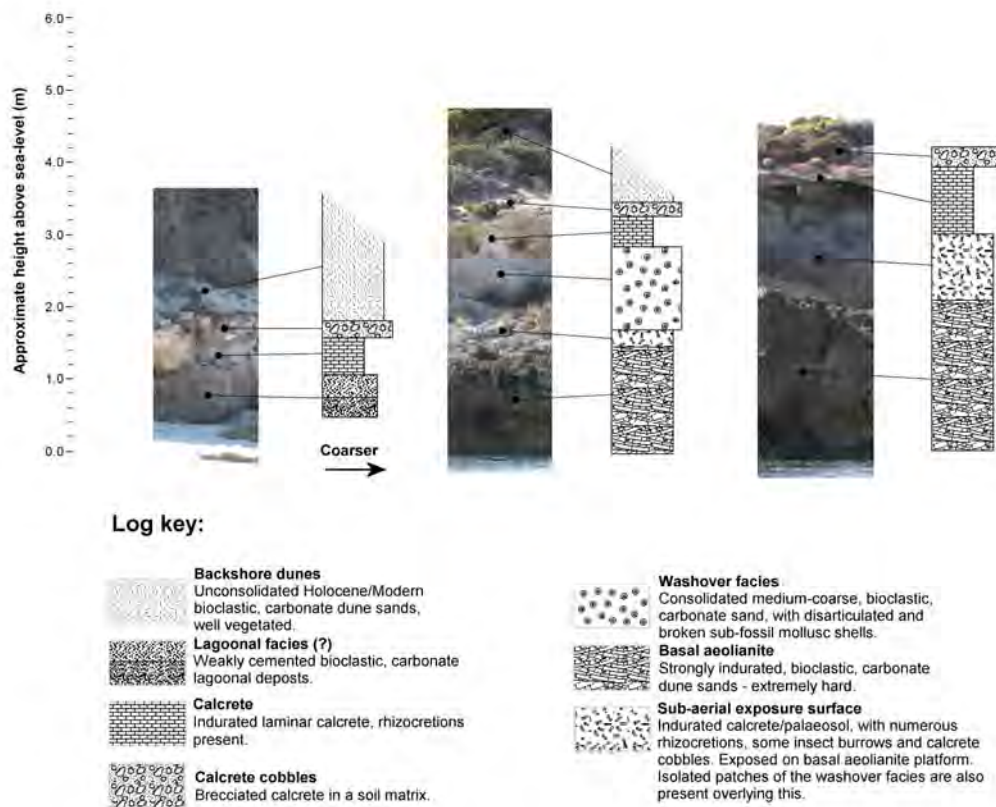 6.0
5.0
4.0
3.0
2.0
1.0
0.0
Approximate height above sea-level (m)
Coarser
Log key:
Backshore dunes
Unconsolidated Holocene/Modern
bioclastic, carbonate dune sands,
well vegetated.
Lagoonal facies (?)
Weakly cemented bioclastic, carbonate
lagoonal deposts.
Calcrete
Indurated laminar calcrete, rhizocretions
present.
Calcrete cobbles
Brecciated calcrete in a soil matrix.
Washover facies
Consolidated medium-coarse, bioclastic,
carbonate sand, with disarticulated and
broken sub-fossil mollusc shells.
Basal aeolianite
Strongly indurated, bioclastic, carbonate
dune sands - extremely hard.
Sub-aerial exposure surface
Indurated calcrete/palaeosol, with numerous
rhizocretions, some insect burrows and calcrete
cobbles. Exposed on basal aeolianite platform.
Isolated patches of the washover facies are also
present overlying this.